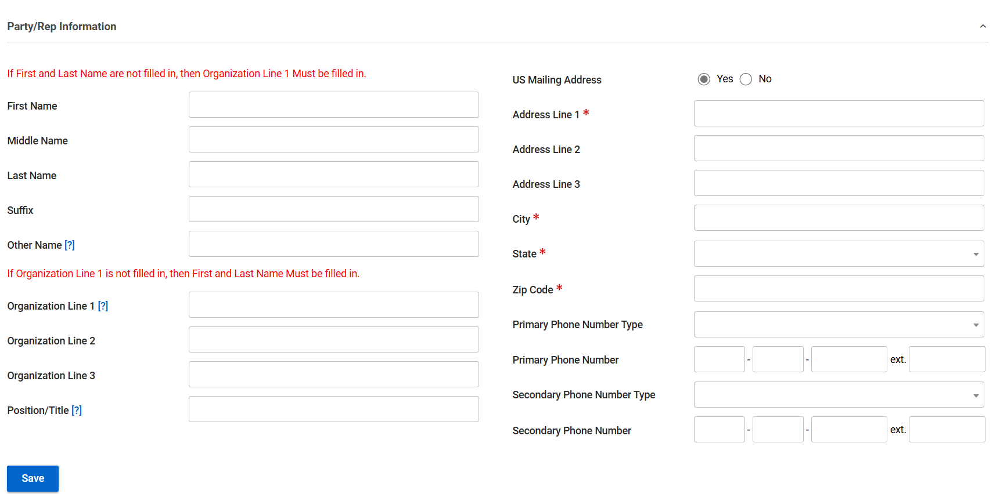 Party/Rep Information
If First and Last Name are not filled in, then Organization Line 1 Must be filled in.
First Name
Middle Name
Last Name
Suffix
Other Name [?]
If Organization Line 1 is not filled in, then First and Last Name Must be filled in.
Organization Line 1 [?]
Organization Line 2
Organization Line 3
Position/Title [?]
US Mailing Address Yes No
Address Line 1 *
Address Line 2
Address Line 3
City *
State *
Zip Code *
Primary Phone Number Type
Primary Phone Number - - ext.
Secondary Phone Number Type
Secondary Phone Number - - ext.
Save